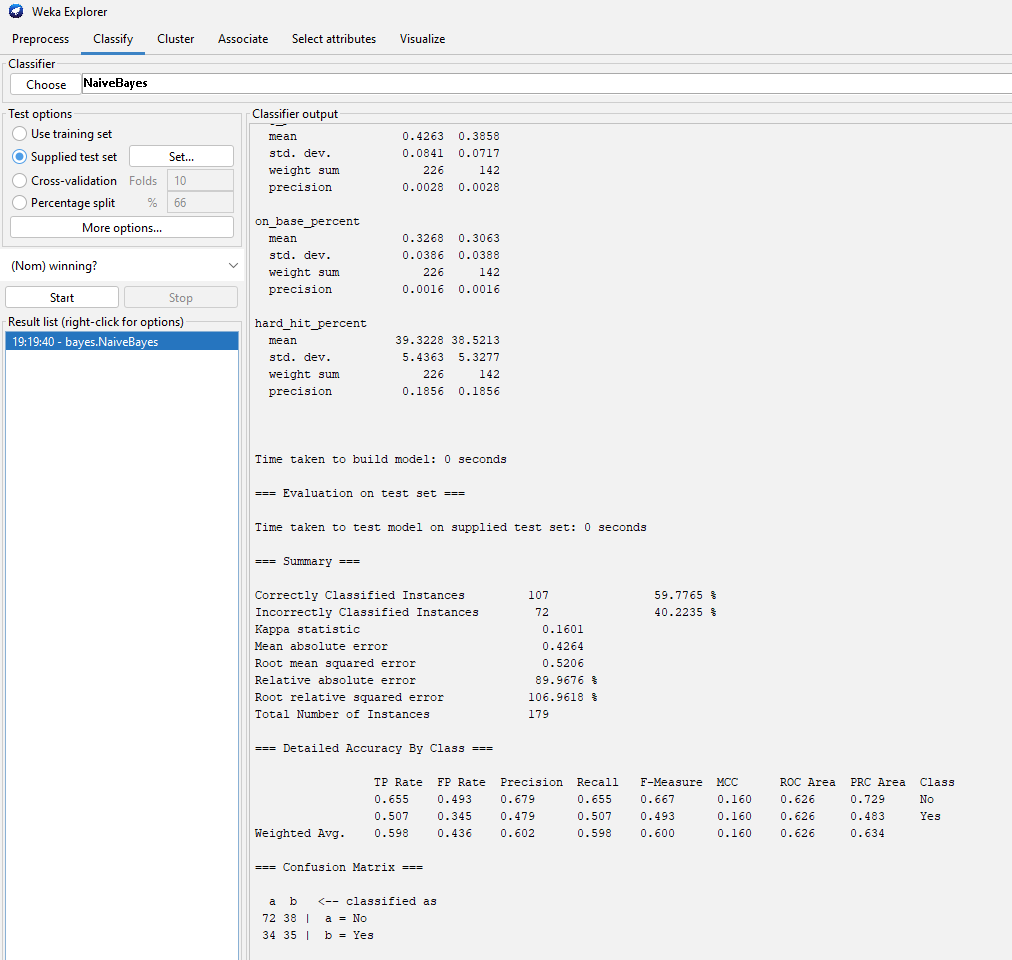 Weka Explorer
Preprocess Classify Cluster Associate Select attributes Visualize
Classifier
Choose NaiveBayes
Test options
Use training set
Supplied test set Set...
Cross-validation Folds 10
Percentage split % 66
More options...
(Nom) winning?
Start Stop
Result list (right-click for options)
19:19:40 - bayes.NaiveBayes
Classifier output
mean 0.4263 0.3858
std. dev. 0.0841 0.0717
weight sum 226 142
precision 0.0028 0.0028
on_base_percent
mean 0.3268 0.3063
std. dev. 0.0386 0.0388
weight sum 226 142
precision 0.0016 0.0016
hard_hit_percent
mean 39.3228 38.5213
std. dev. 5.4363 5.3277
weight sum 226 142
precision 0.1856 0.1856
Time taken to build model: 0 seconds
=== Evaluation on test set ===
Time taken to test model on supplied test set: 0 seconds
=== Summary ===
Correctly Classified Instances 107 59.7765 %
Incorrectly Classified Instances 72 40.2235 %
Kappa statistic 0.1601
Mean absolute error 0.4264
Root mean squared error 0.5206
Relative absolute error 89.9676 %
Root relative squared error 106.9618 %
Total Number of Instances 179
=== Detailed Accuracy By Class ===
TP Rate FP Rate Precision Recall F-Measure MCC ROC Area PRC Area Class
0.655 0.493 0.679 0.655 0.667 0.160 0.626 0.729 No
0.507 0.345 0.479 0.507 0.493 0.160 0.626 0.483 Yes
Weighted Avg. 0.598 0.436 0.602 0.598 0.600 0.160 0.626 0.634
=== Confusion Matrix ===
a b <-- classified as
72 38 | a = No
34 35 | b = Yes